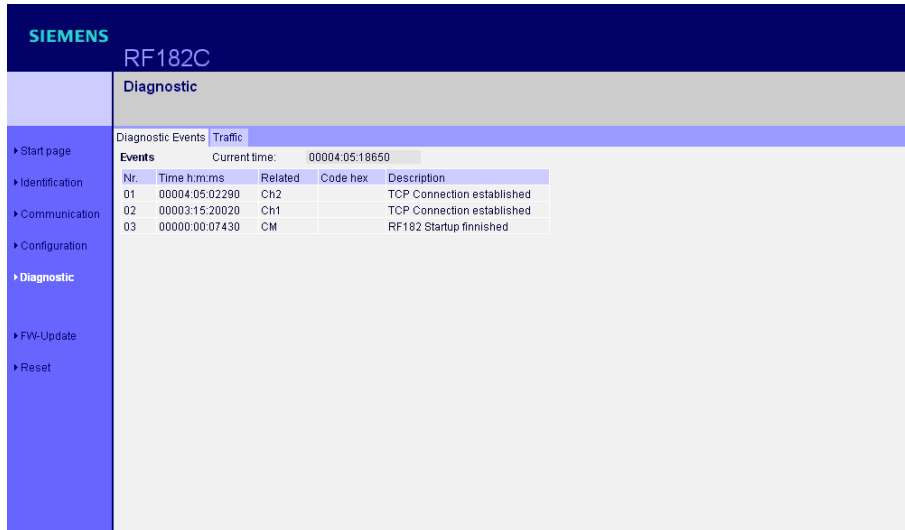 SIEMENS
RF182C
Diagnostic
Diagnostic Events Traffic
Events Current time: 00004:05:18650
Nr. Time h:m:ms Related Code hex Description
01 00004:05:02290 Ch2 TCP Connection established
02 00003:15:20020 Ch1 TCP Connection established
03 00000:00:07430 CM RF182 Startup finnished
Start page
Identification
Communication
Configuration
Diagnostic
FW-Update
Reset